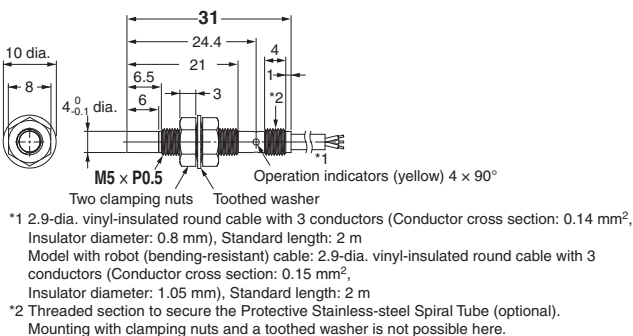 31
24.4
10 dia.
4
21
8
6.5
1
3
*2
6
4 0 -0.1 dia.
*1
M5 × P0.5
Operation indicators (yellow) 4 × 90°
Two clamping nuts
Toothed washer
*1 2.9-dia. vinyl-insulated round cable with 3 conductors (Conductor cross section: 0.14 mm²,
Insulator diameter: 0.8 mm), Standard length: 2 m
Model with robot (bending-resistant) cable: 2.9-dia. vinyl-insulated round cable with 3
conductors (Conductor cross section: 0.15 mm²,
Insulator diameter: 1.05 mm), Standard length: 2 m
*2 Threaded section to secure the Protective Stainless-steel Spiral Tube (optional).
Mounting with clamping nuts and a toothed washer is not possible here.